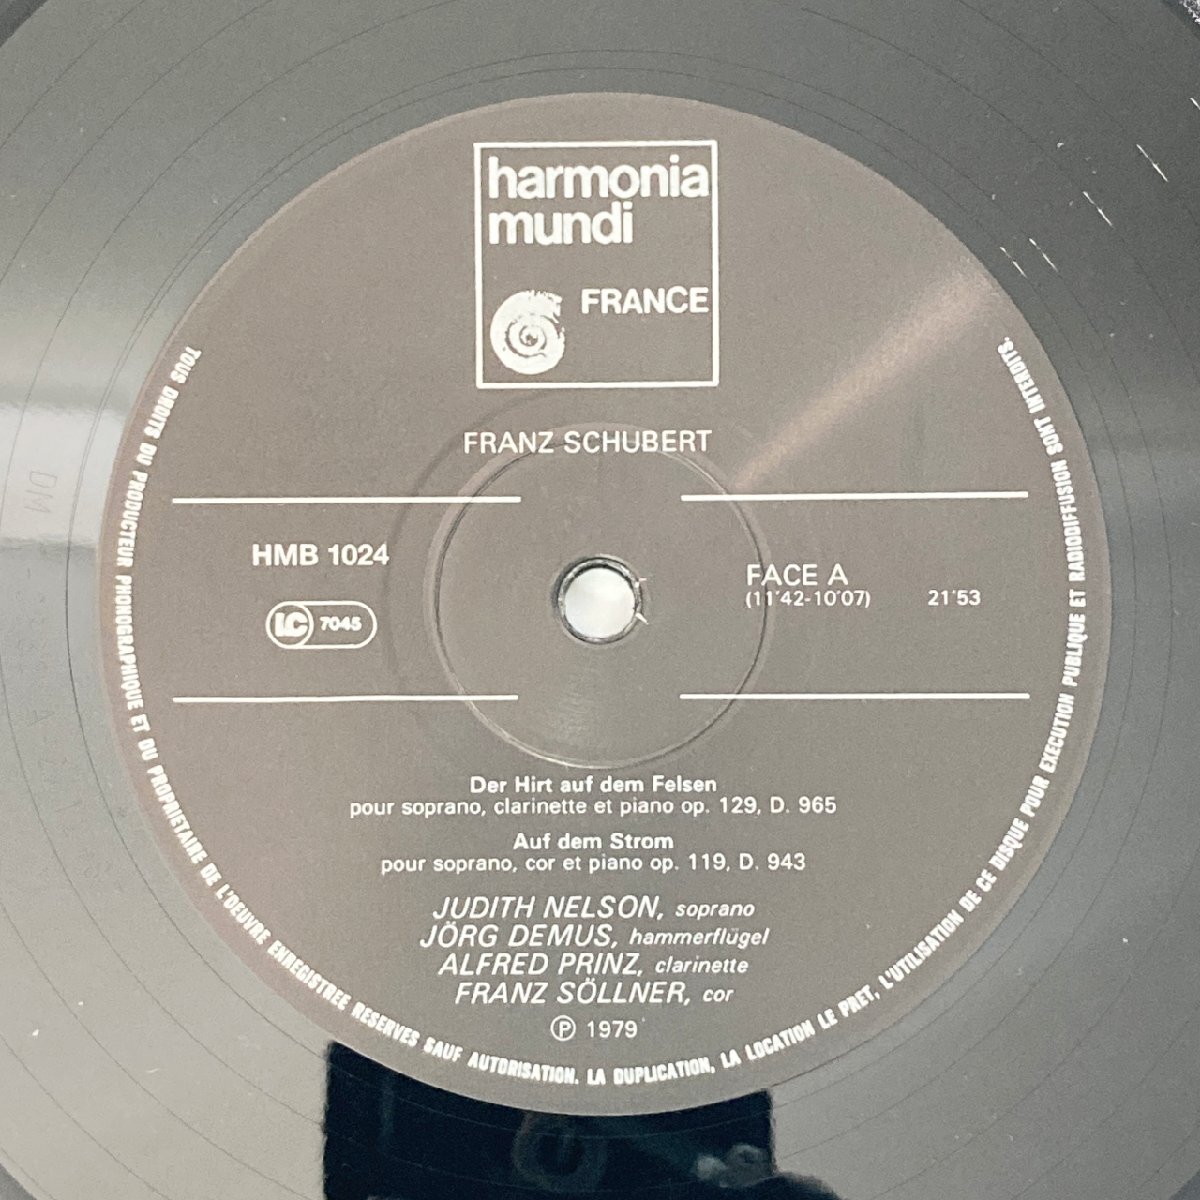 harmonia
mundi
FRANCE
FRANZ SCHUBERT
HMB 1024
LC 7045
FACE A
(11'42-10'07) 21'53
Der Hirt auf dem Felsen
pour soprano, clarinette et piano op. 129, D. 965
Auf dem Strom
pour soprano, cor et piano op. 119, D. 943
JUDITH NELSON, soprano
JÖRG DEMUS, hammerflügel
ALFRED PRINZ, clarinette
FRANZ SÖLLNER, cor
Ⓟ 1979
TOUS DROITS DU PRODUCTEUR PHONOGRAPHIQUE ET DU PROPRIETAIRE DE L'OEUVRE ENREGISTREE RESERVES SAUF AUTORISATION. LA DUPLICATION, LA LOCATION LE PRET, L'UTILISATION DE CE DISQUE POUR EXECUTION PUBLIQUE ET RADIODIFFUSION SONT INTERDITS.
DM